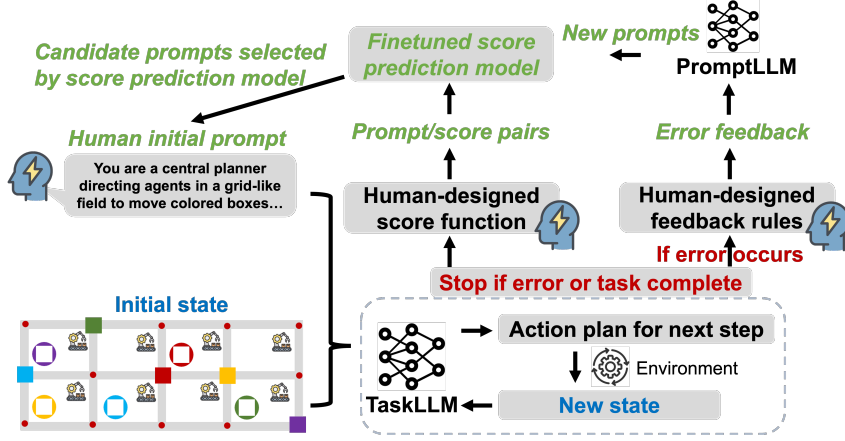 Candidate prompts selected
by score prediction model
Finetuned score
prediction model
New prompts
PromptLLM
Human initial prompt
Prompt/score pairs
Error feedback
You are a central planner
directing agents in a grid-like
field to move colored boxes…
Human-designed
score function
Human-designed
feedback rules
If error occurs
Stop if error or task complete
Initial state
Action plan for next step
Environment
TaskLLM
New state